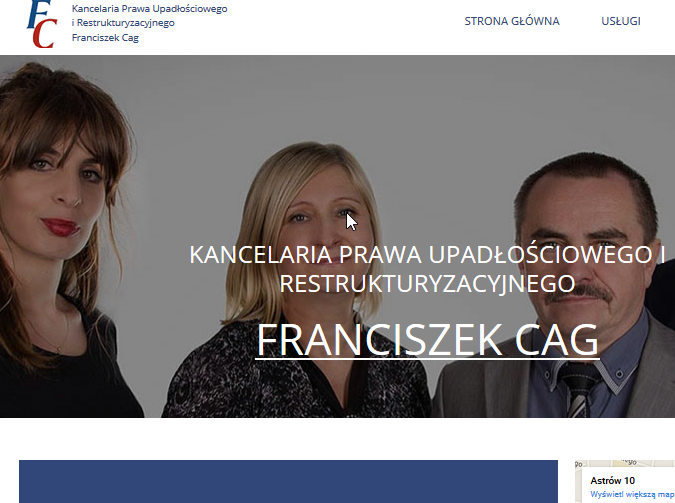 FC
Kancelaria Prawa Upadłościowego
i Restrukturyzacyjnego
Franciszek Cag
STRONA GŁÓWNA
USŁUGI
KANCELARIA PRAWA UPADŁOŚCIOWEGO I
RESTRUKTURYZACYJNEGO
FRANCISZEK CAG
Astrów 10
Wyświetl większą map